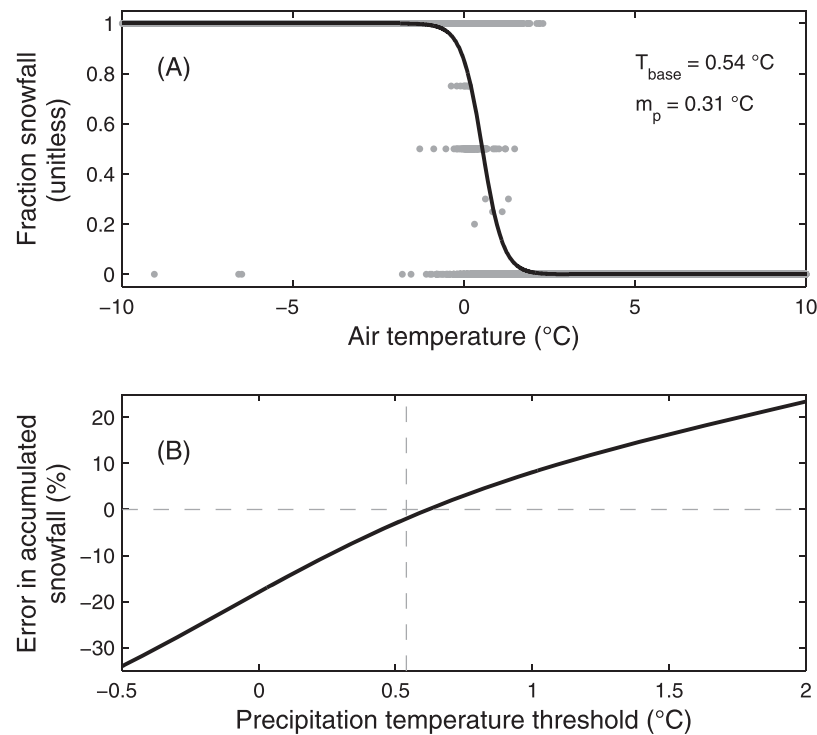 1
0.8
0.6
0.4
0.2
0
Fraction snowfall
(unitless)
(A)
T_base = 0.54 °C
m_p = 0.31 °C
−10 −5 0 5 10
Air temperature (°C)
20
10
0
−10
−20
−30
Error in accumulated
snowfall (%)
(B)
−0.5 0 0.5 1 1.5 2
Precipitation temperature threshold (°C)